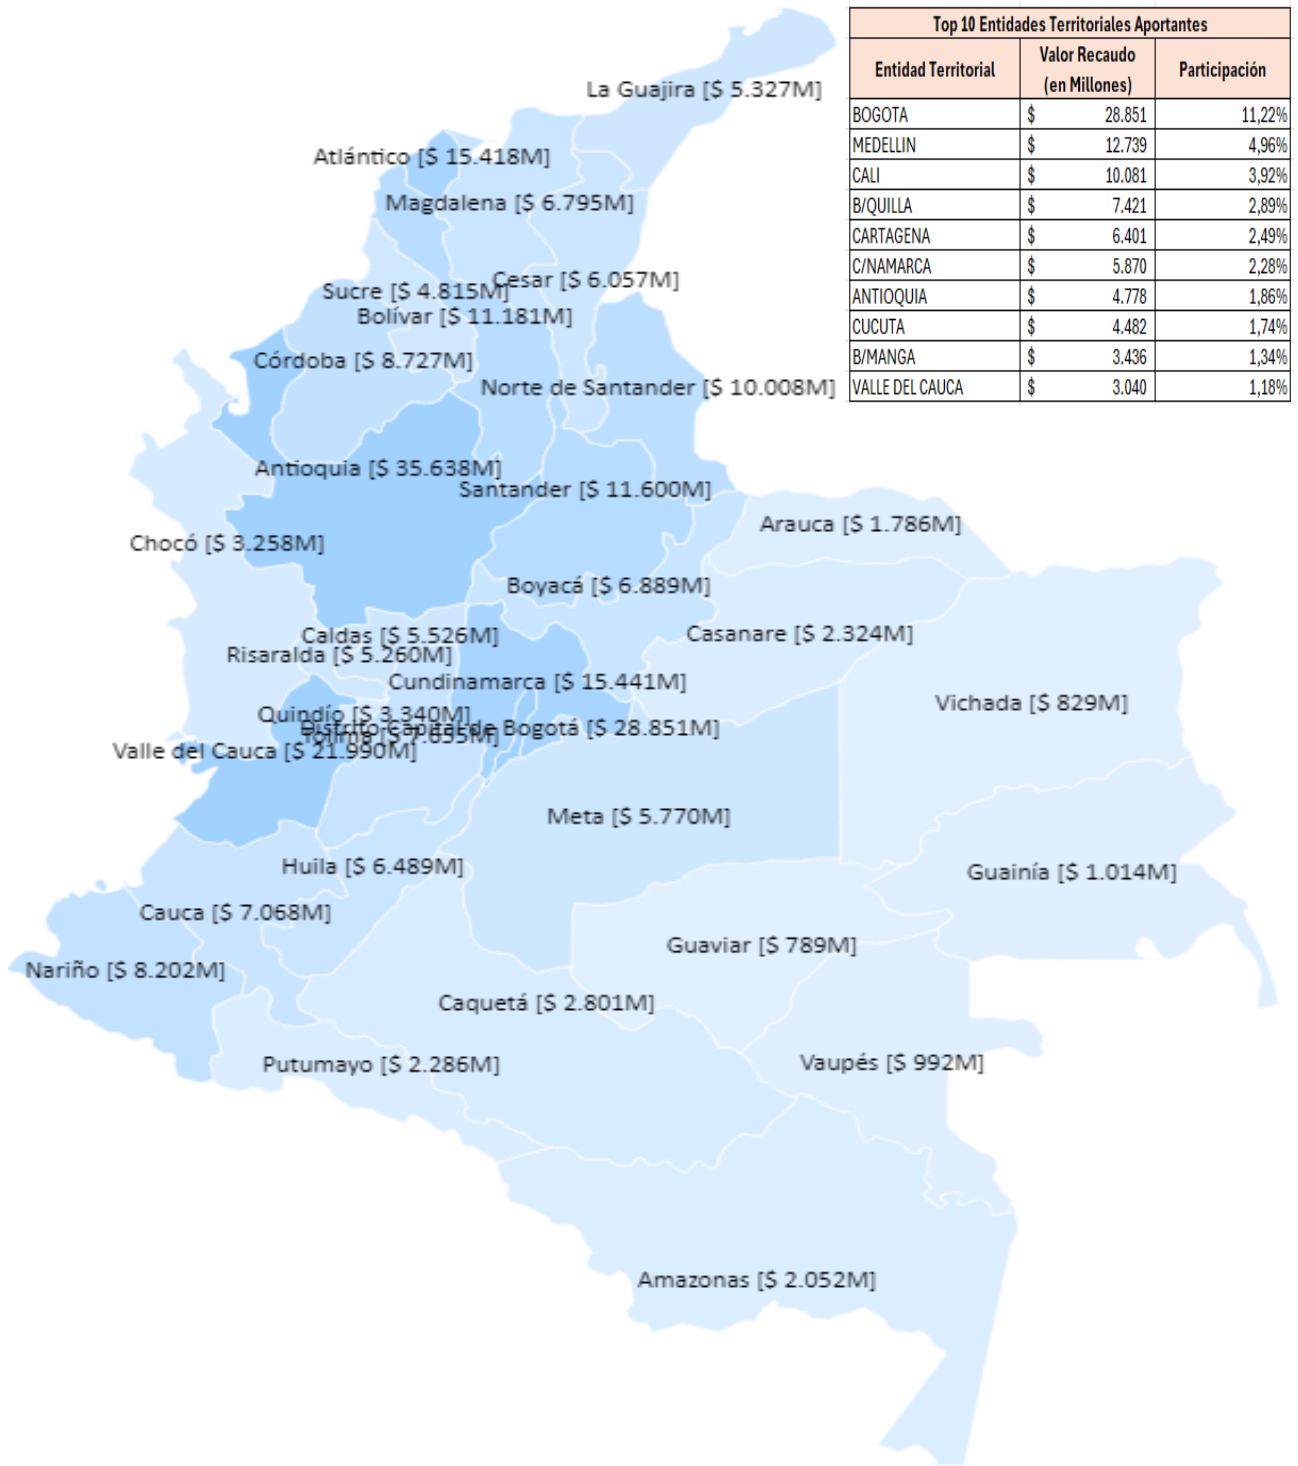 Top 10 Entidades Territoriales Aportantes
Entidad Territorial Valor Recaudo (en Millones) Participación
BOGOTA $ 28.851 11,22%
MEDELLIN $ 12.739 4,96%
CALI $ 10.081 3,92%
B/QUILLA $ 7.421 2,89%
CARTAGENA $ 6.401 2,49%
C/NAMARCA $ 5.870 2,28%
ANTIOQUIA $ 4.778 1,86%
CUCUTA $ 4.482 1,74%
B/MANGA $ 3.436 1,34%
VALLE DEL CAUCA $ 3.040 1,18%
La Guajira [$ 5.327M]
Atlántico [$ 15.418M]
Magdalena [$ 6.795M]
Cesar [$ 6.057M]
Sucre [$ 4.815M]
Bolívar [$ 11.181M]
Córdoba [$ 8.727M]
Norte de Santander [$ 10.008M]
Antioquia [$ 35.638M]
Santander [$ 11.600M]
Arauca [$ 1.786M]
Chocó [$ 3.258M]
Boyacá [$ 6.889M]
Caldas [$ 5.526M]
Casanare [$ 2.324M]
Risaralda [$ 5.260M]
Cundinamarca [$ 15.441M]
Vichada [$ 829M]
Quindío [$ 3.340M]
Distrito Capital de Bogotá [$ 28.851M]
Tolima
Valle del Cauca [$ 21.990M]
Meta [$ 5.770M]
Huila [$ 6.489M]
Guainía [$ 1.014M]
Cauca [$ 7.068M]
Guaviar [$ 789M]
Nariño [$ 8.202M]
Caquetá [$ 2.801M]
Putumayo [$ 2.286M]
Vaupés [$ 992M]
Amazonas [$ 2.052M]